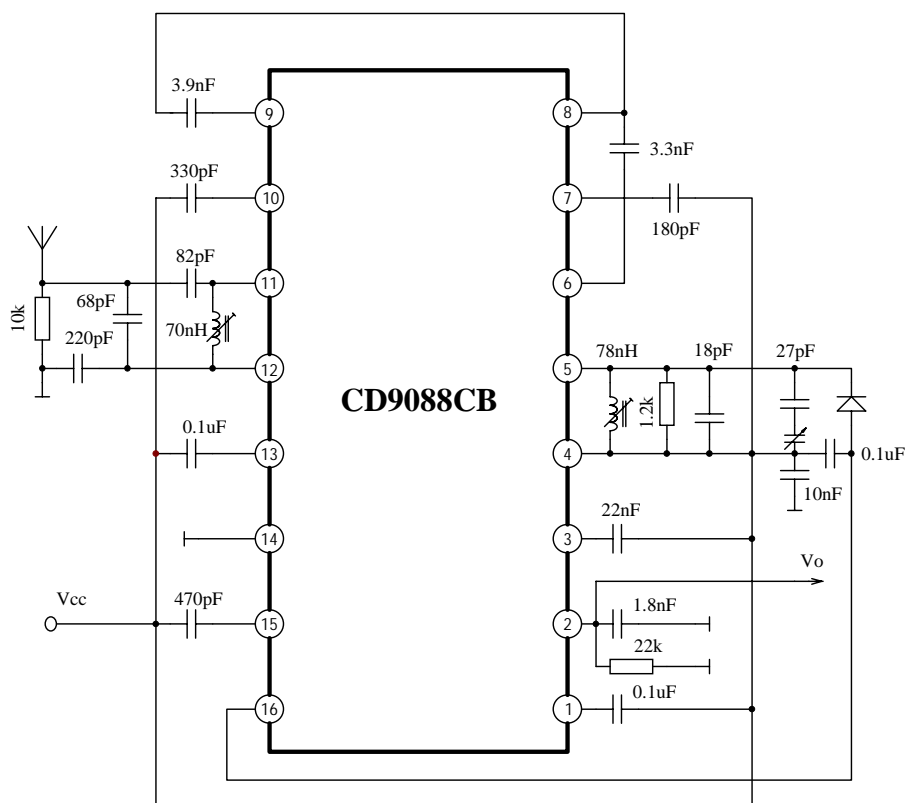 3.9nF
9
8
3.3nF
330pF
10
7
180pF
82pF
11
6
10k
68pF
220pF
70nH
12
5
78nH
1.2k
18pF
27pF
CD9088CB
0.1uF
13
4
0.1uF
10nF
14
3
22nF
Vo
Vcc
470pF
15
2
1.8nF
22k
16
1
0.1uF